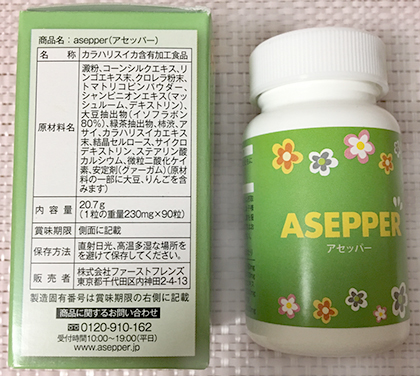 商品名：asepper（アセッパー）
名　称 カラハリスイカ含有加工食品
原材料名
澱粉、コーンシルクエキス、リ
ンゴエキス末、クロレラ粉末、
トマトリコピンパウダー、
シャンピニオンエキス（マッ
シュルーム、デキストリン）、
大豆抽出物（イソフラボン
80%）、緑茶抽出物、柿渋、ア
サイ、カラハリスイカエキス
末、結晶セルロース、サイクロ
デキストリン、ステアリン酸
カルシウム、微粒二酸化ケイ
素、安定剤（グァーガム）（原材
料の一部に大豆、りんごを含
みます）
内容量 20.7g
（1粒の重量230mg×90粒）
賞味期限 側面に記載
保存方法 直射日光、高温多湿な場所を
を避けて保存してください。
販売者 株式会社ファーストフレンズ
東京都千代田区内神田2-4-13
製造固有番号は賞味期限の右側に記載
商品に関するお問い合わせ
0120-910-162
受付時間10:00～19:00（平日）
www.asepper.jp
ASEPPER
アセッパー